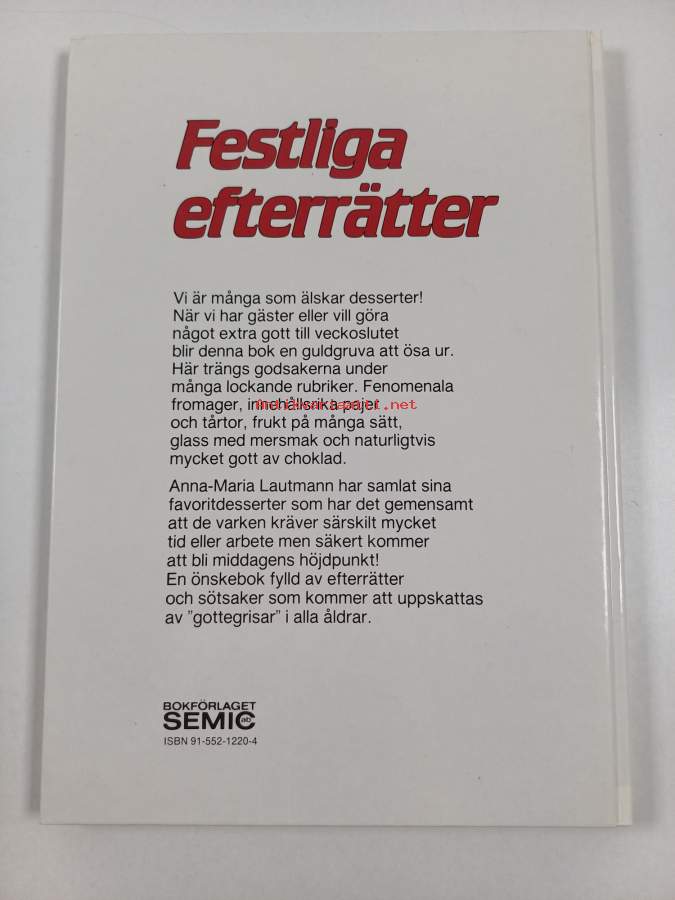 Festliga
efterrätter
Vi är många som älskar desserter!
När vi har gäster eller vill göra
något extra gott till veckoslutet
blir denna bok en guldgruva att ösa ur.
Här trängs godsakerna under
många lockande rubriker. Fenomenala
fromager, innehållsrika pajer
Antikvariaatti.net
och tårtor, frukt på många sätt,
glass med mersmak och naturligtvis
mycket gott av choklad.
Anna-Maria Lautmann har samlat sina
favoritdesserter som har det gemensamt
att de varken kräver särskilt mycket
tid eller arbete men säkert kommer
att bli middagens höjdpunkt!
En önskebok fylld av efterrätter
och sötsaker som kommer att uppskattas
av ”gottegrisar” i alla åldrar.
BOKFÖRLAGET
SEMIC ab
ISBN 91-552-1220-4